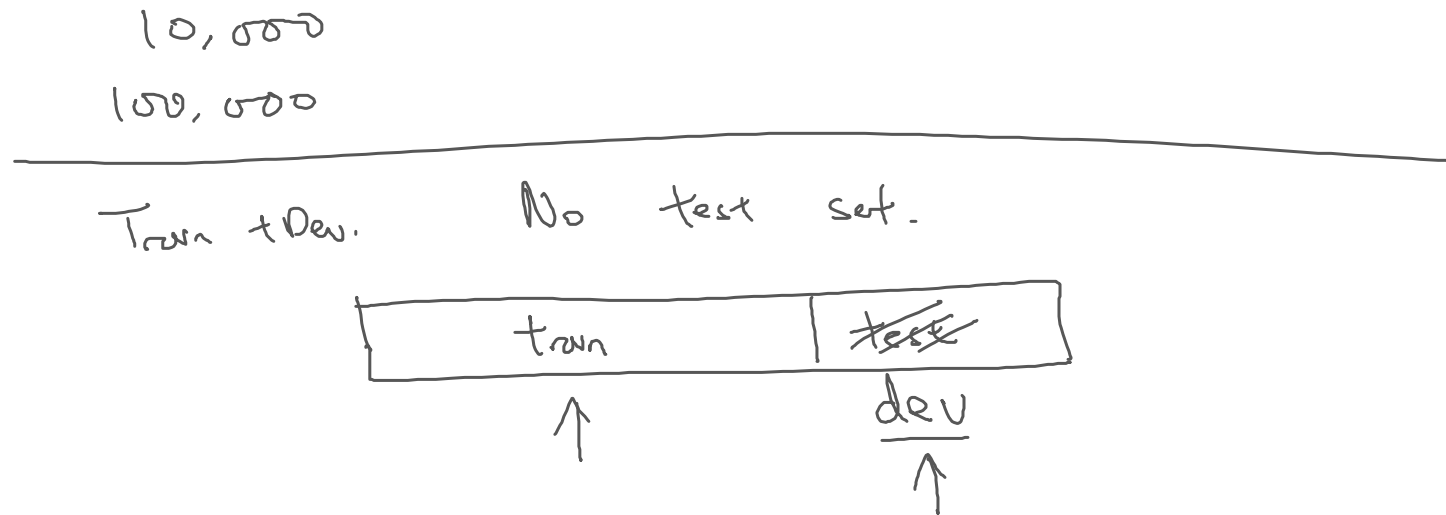 10,000
100,000
Train + Dev. No test set.
train test
dev